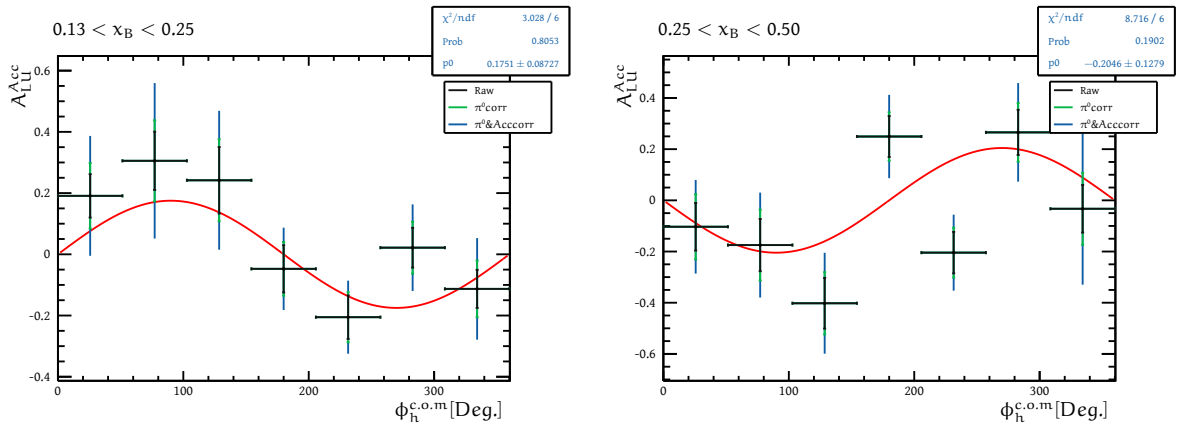 0.13 < x_B < 0.25
χ²/ndf 3.028 / 6
Prob 0.8053
p0 0.1751 ± 0.08727
Raw
π⁰corr
π⁰&Acccorr
A_LU^Acc
0.6
0.4
0.2
0
-0.2
-0.4
0 100 200 300
ϕ_h^c.o.m[Deg.]
0.25 < x_B < 0.50
χ²/ndf 8.716 / 6
Prob 0.1902
p0 −0.2046 ± 0.1279
Raw
π⁰corr
π⁰&Acccorr
A_LU^Acc
0.6
0.4
0.2
0
-0.2
-0.4
-0.6
0 100 200 300
ϕ_h^c.o.m[Deg.]